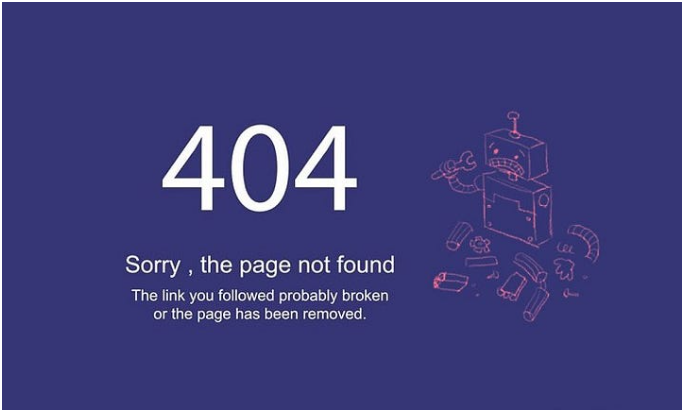 404
Sorry , the page not found
The link you followed probably broken
or the page has been removed.